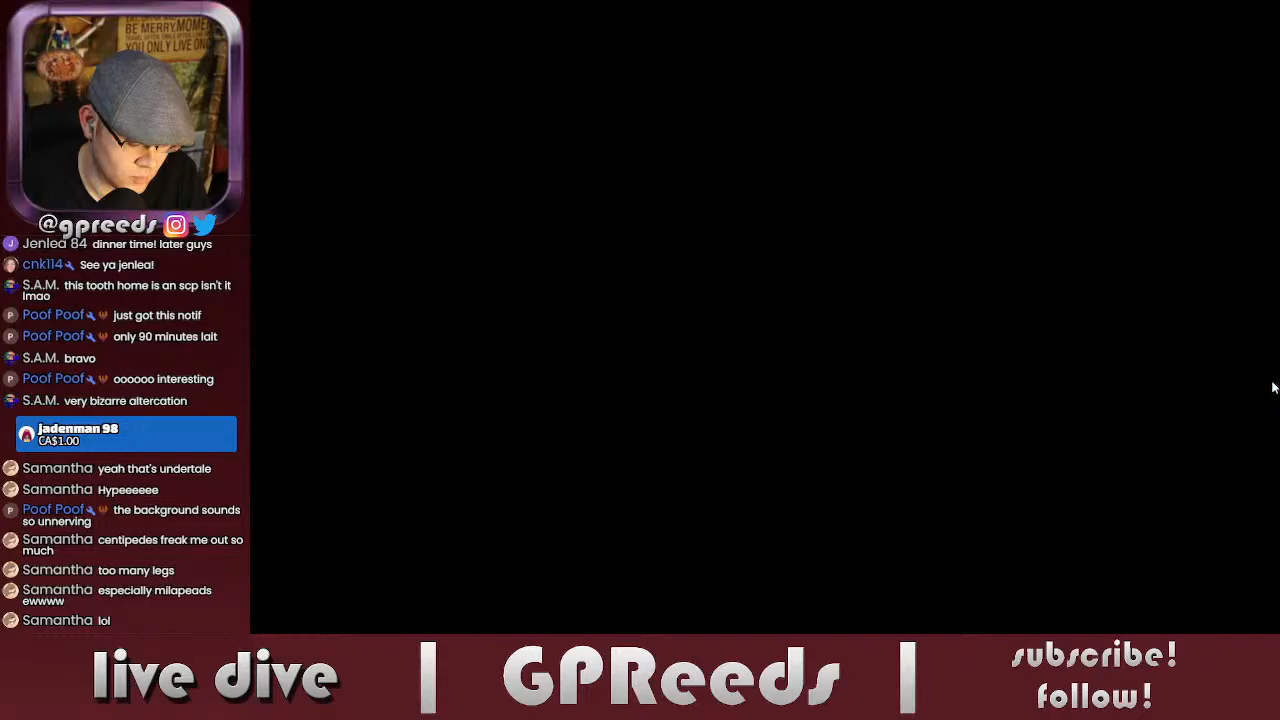 BE MERRY,
YOU ONLY LIVE
@gpreeds
Jenlea 84 dinner time! later guys
cnk114 See ya jenlea!
S.A.M. this tooth home is an scp isn't it
lmao
Poof Poof just got this notif
Poof Poof only 90 minutes lait
S.A.M. bravo
Poof Poof oooooo interesting
S.A.M. very bizarre altercation
Jadenman 98
CA$1.00
Samantha yeah that's undertale
Samantha Hypeeeeee
Poof Poof the background sounds
so unnerving
Samantha centipedes freak me out so
much
Samantha too many legs
Samantha especially milapeads
ewwww
Samantha lol
live dive | GPReeds | subscribe!
follow!